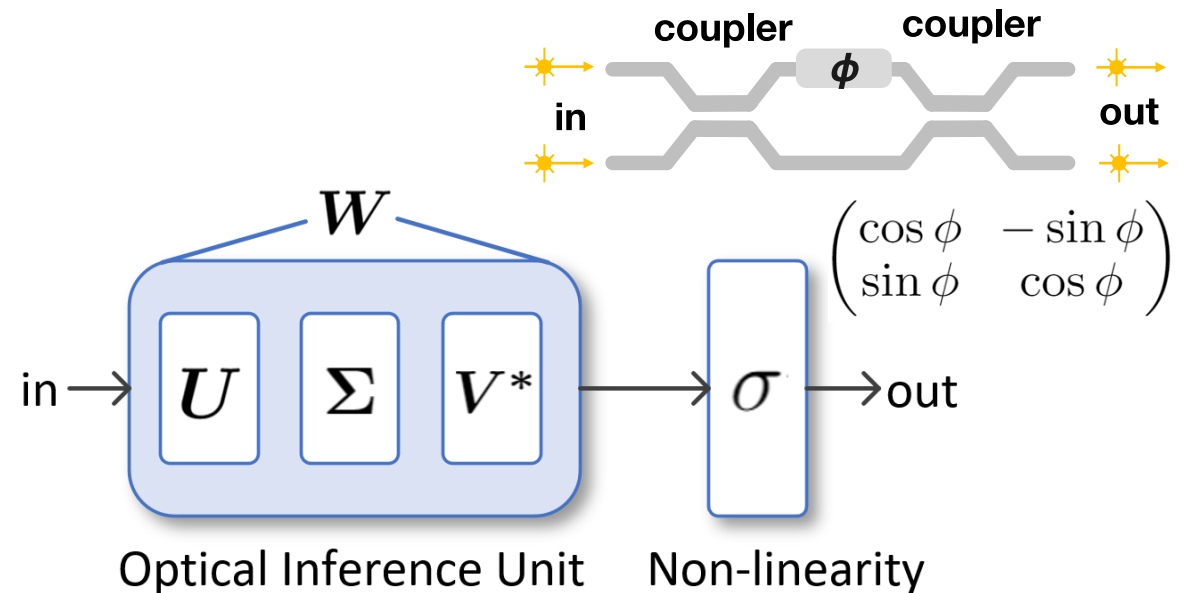 coupler coupler
ϕ
in out
W
cos ϕ − sin ϕ
sin ϕ cos ϕ
in U Σ V* σ out
Optical Inference Unit Non-linearity